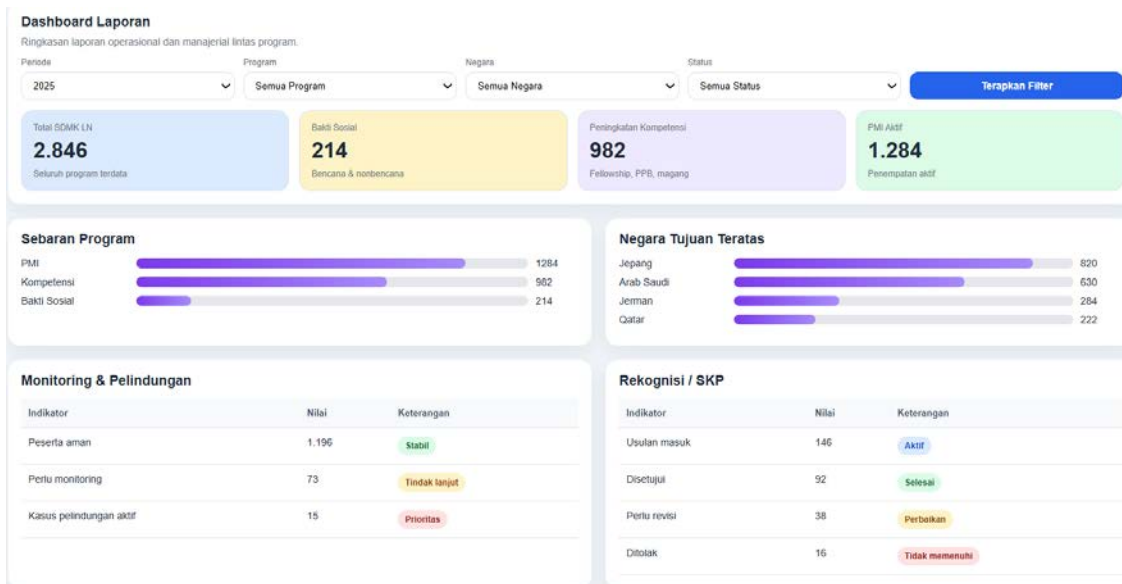 Dashboard Laporan
Ringkasan laporan operasional dan manajerial lintas program.
Periode Program Negara Status
2025 Semua Program Semua Negara Semua Status Terapkan Filter
Total SDMK LN
2.846
Seluruh program terdata
Bakti Sosial
214
Bencana & nonbencana
Peningkatan Kompetensi
982
Fellowship, PPB, magang
PMI Aktif
1.284
Penempatan aktif
Sebaran Program
PMI 1284
Kompetensi 982
Bakti Sosial 214
Negara Tujuan Teratas
Jepang 820
Arab Saudi 630
Jerman 284
Qatar 222
Monitoring & Pelindungan
Indikator Nilai Keterangan
Peserta aman 1.196 Stabil
Perlu monitoring 73 Tindak lanjut
Kasus pelindungan aktif 15 Prioritas
Rekognisi / SKP
Indikator Nilai Keterangan
Usulan masuk 146 Aktif
Disetujui 92 Selesai
Perlu revisi 38 Perbaikan
Ditolak 16 Tidak memenuhi